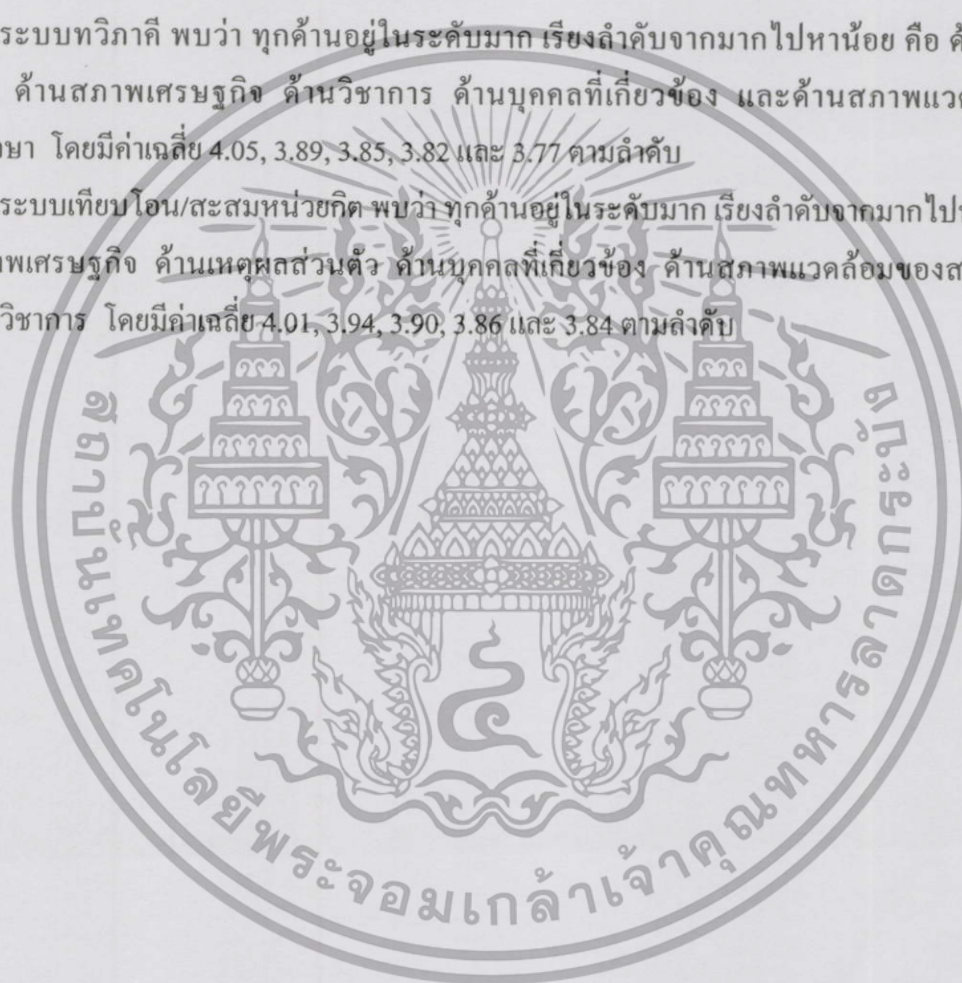 ระบบทวิภาคี พบว่า ทุกด้านอยู่ในระดับมาก เรียงลำดับจากมากไปหาน้อย คือ
ด้านสภาพเศรษฐกิจ ด้านวิชาการ ด้านบุคคลที่เกี่ยวข้อง และด้านสภาพแวด
ษา โดยมีค่าเฉลี่ย 4.05, 3.89, 3.85, 3.82 และ 3.77 ตามลำดับ
ระบบเทียบโอน/สะสมหน่วยกิต พบว่า ทุกด้านอยู่ในระดับมาก เรียงลำดับจากมากไป
พเศรษฐกิจ ด้านเหตุผลส่วนตัว ด้านบุคคลที่เกี่ยวข้อง ด้านสภาพแวดล้อมของส
วิชาการ โดยมีค่าเฉลี่ย 4.01, 3.94, 3.90, 3.86 และ 3.84 ตามลำดับ
สถาบันเทคโนโลยีพระจอมเกล้าเจ้าคุณทหารลาดกระบัง
๔